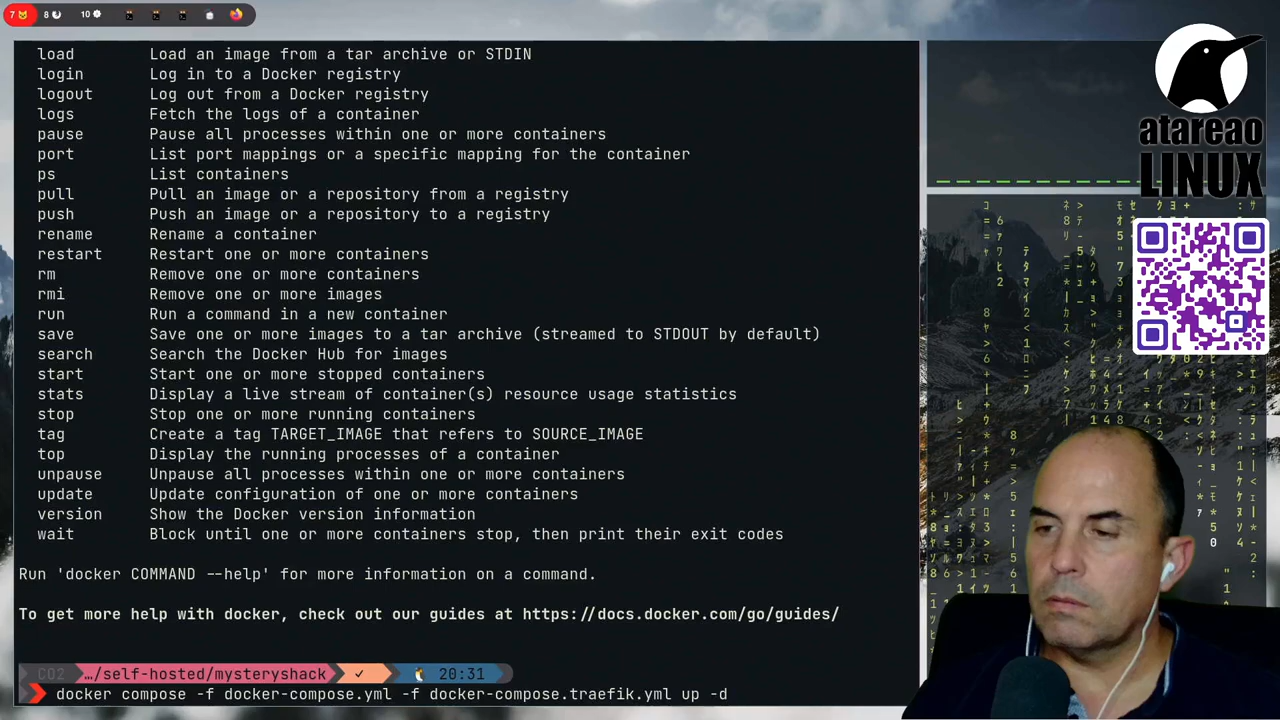 7 8 10
load Load an image from a tar archive or STDIN
login Log in to a Docker registry
logout Log out from a Docker registry
logs Fetch the logs of a container
pause Pause all processes within one or more containers
port List port mappings or a specific mapping for the container
ps List containers
pull Pull an image or a repository from a registry
push Push an image or a repository to a registry
rename Rename a container
restart Restart one or more containers
rm Remove one or more containers
rmi Remove one or more images
run Run a command in a new container
save Save one or more images to a tar archive (streamed to STDOUT by default)
search Search the Docker Hub for images
start Start one or more stopped containers
stats Display a live stream of container(s) resource usage statistics
stop Stop one or more running containers
tag Create a tag TARGET_IMAGE that refers to SOURCE_IMAGE
top Display the running processes of a container
unpause Unpause all processes within one or more containers
update Update configuration of one or more containers
version Show the Docker version information
wait Block until one or more containers stop, then print their exit codes
Run 'docker COMMAND --help' for more information on a command.
To get more help with docker, check out our guides at https://docs.docker.com/go/guides/
CO2 …/self-hosted/mysteryshack ✓ 20:31
docker compose -f docker-compose.yml -f docker-compose.traefik.yml up -d
atareao
LINUX